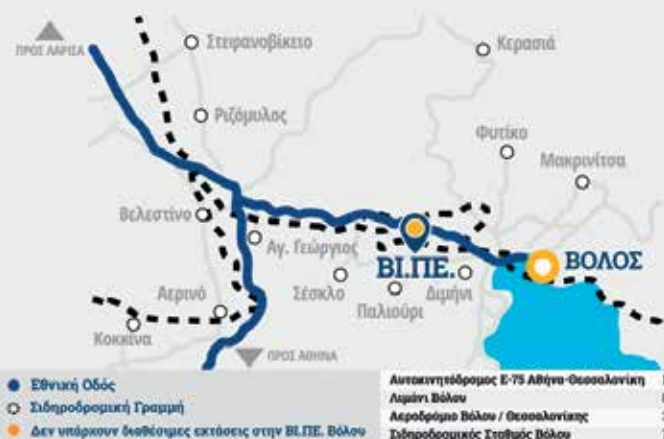 ΠΡΟΣ ΛΑΡΙΣΑ
Στεφανοβίκειο
Κερασιά
Ριζόμυλος
Φυτίκο
Μακρινίτσα
Βελεστίνο
Αγ. Γεώργιος
ΒΙ.ΠΕ.
ΒΟΛΟΣ
Σέσκλο
Διμήνι
Παλιούρι
Αερινό
Κοκκινα
ΠΡΟΣ ΑΘΗΝΑ
Εθνική Οδός
Σιδηροδρομική Γραμμή
Δεν υπάρχουν διαθέσιμες εκτάσεις στην ΒΙ.ΠΕ. Βόλου
Αυτοκινητόδρομος Ε-75 Αθήνα-Θεσσαλονίκη
Λιμάνι Βόλου
Αεροδρόμιο Βόλου / Θεσσαλονίκης
Σιδηροδρομικός Σταθμός Βόλου